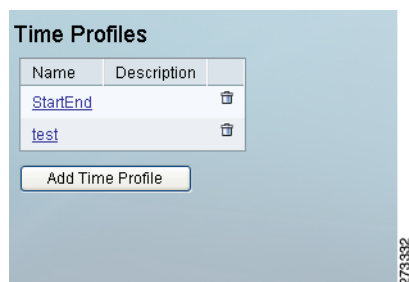 Time Profiles
Name Description
StartEnd
test
Add Time Profile
273332